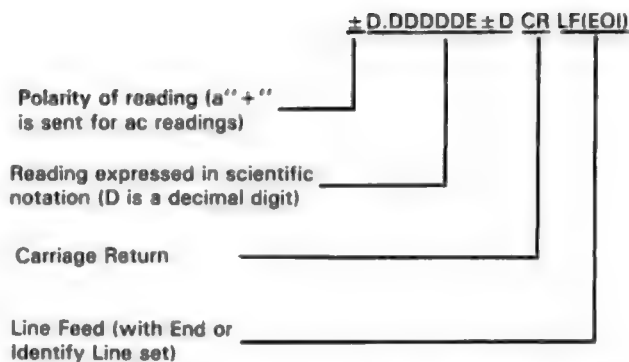 ±D.DDDDDE±D CR LF(EOI)
Polarity of reading (a"+"
is sent for ac readings)
Reading expressed in scientific
notation (D is a decimal digit)
Carriage Return
Line Feed (with End or
Identify Line set)